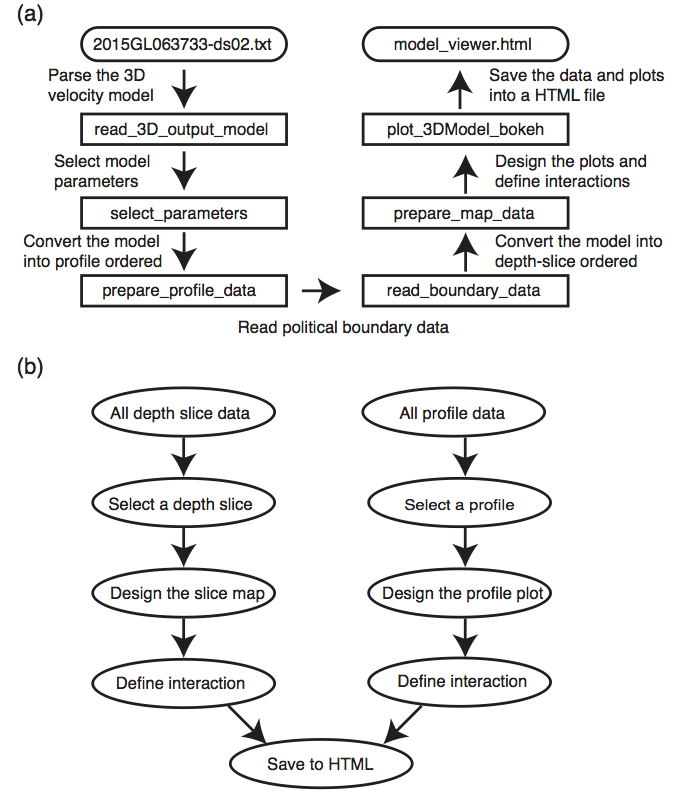 (a)
2015GL063733-ds02.txt
Parse the 3D
velocity model
read_3D_output_model
Select model
parameters
select_parameters
Convert the model
into profile ordered
prepare_profile_data
Read political boundary data
read_boundary_data
Convert the model into
depth-slice ordered
prepare_map_data
Design the plots and
define interactions
plot_3DModel_bokeh
Save the data and plots
into a HTML file
model_viewer.html
(b)
All depth slice data
Select a depth slice
Design the slice map
Define interaction
All profile data
Select a profile
Design the profile plot
Define interaction
Save to HTML